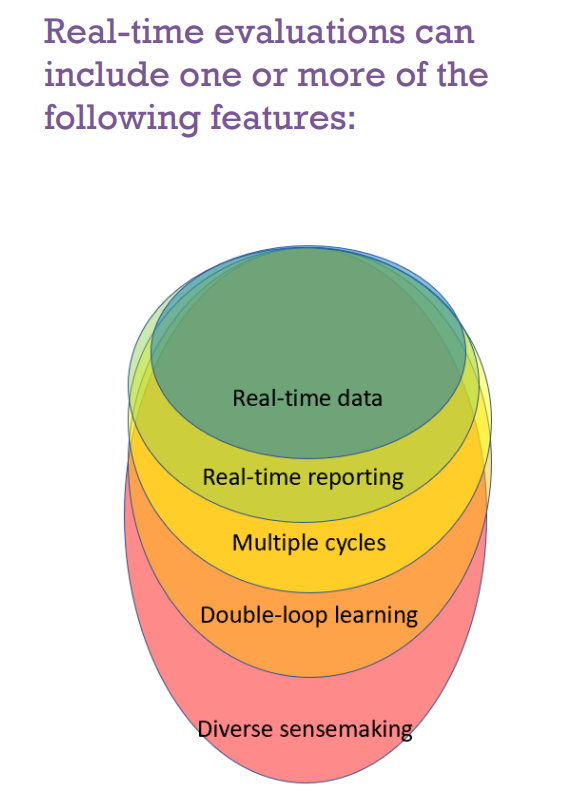 Real-time evaluations can
include one or more of the
following features:
Real-time data
Real-time reporting
Multiple cycles
Double-loop learning
Diverse sensemaking